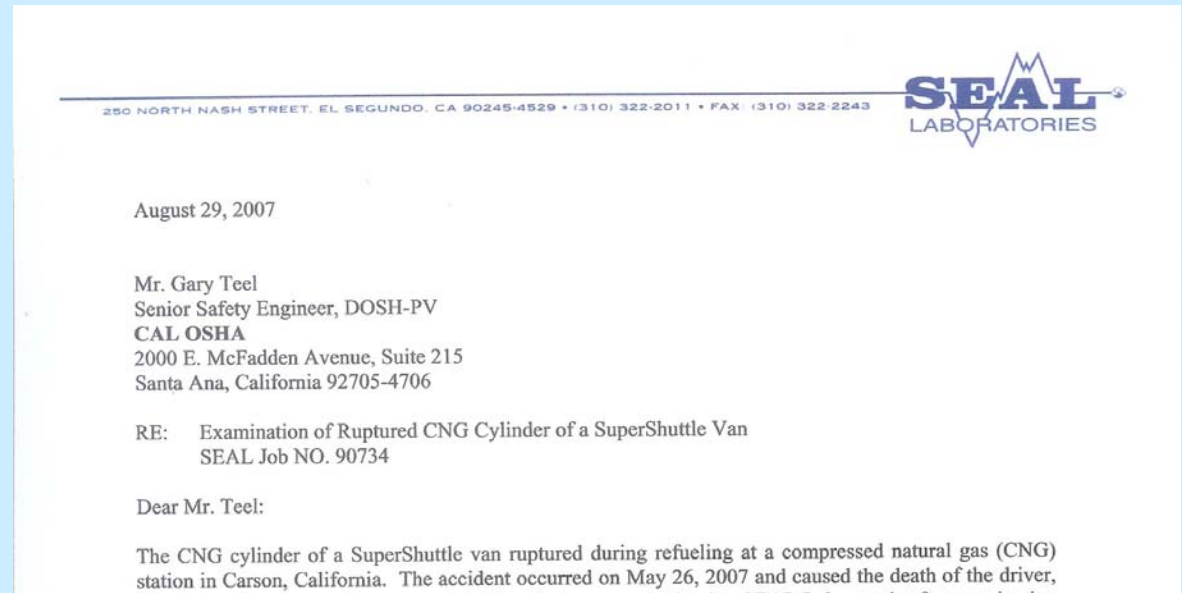 SEAL
LABORATORIES
250 NORTH NASH STREET, EL SEGUNDO, CA 90245-4529 • (310) 322-2011 • FAX: (310) 322-2243
August 29, 2007
Mr. Gary Teel
Senior Safety Engineer, DOSH-PV
CAL OSHA
2000 E. McFadden Avenue, Suite 215
Santa Ana, California 92705-4706
RE: Examination of Ruptured CNG Cylinder of a SuperShuttle Van
SEAL Job NO. 90734
Dear Mr. Teel:
The CNG cylinder of a SuperShuttle van ruptured during refueling at a compressed natural gas (CNG)
station in Carson, California. The accident occurred on May 26, 2007 and caused the death of the driver,